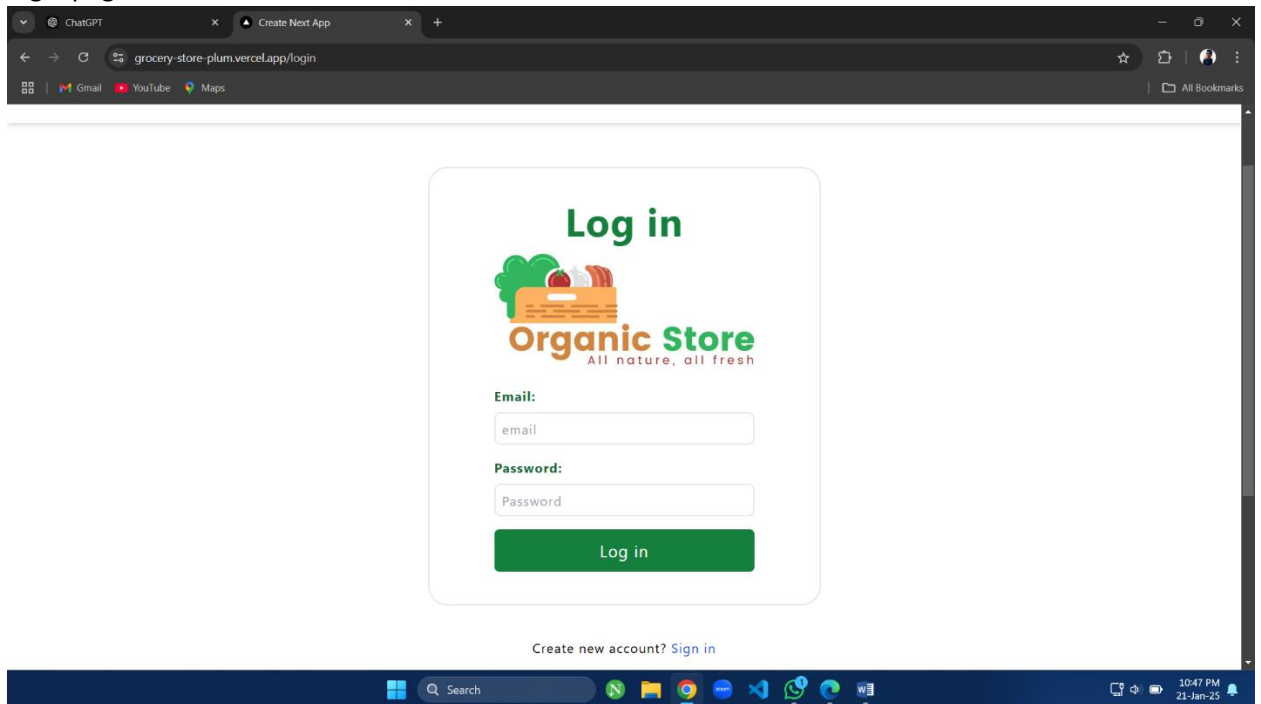 ChatGPT
Create Next App
grocery-store-plum.vercel.app/login
Gmail
YouTube
Maps
All Bookmarks
Log in
Organic Store
All nature, all fresh
Email:
email
Password:
Password
Log in
Create new account? Sign in
Search
zoom
1
10:47 PM
21-Jan-25